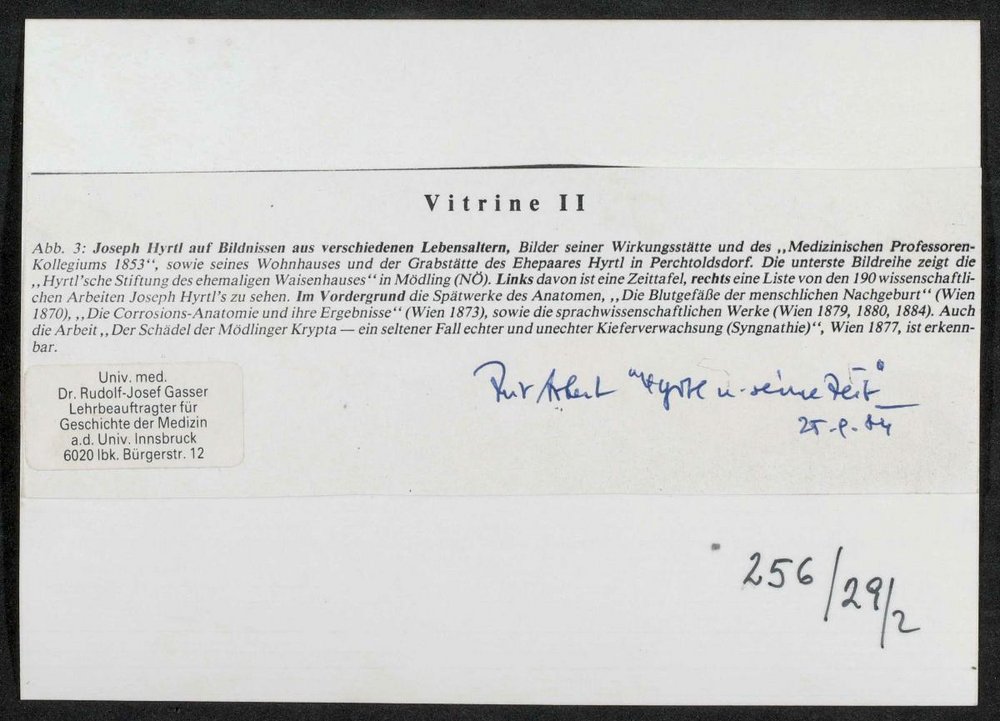 Vitrine II
Abb. 3: Joseph Hyrtl auf Bildnissen aus verschiedenen Lebensaltern, Bilder seiner Wirkungsstätte und des „Medizinischen Professoren-
Kollegiums 1853“, sowie seines Wohnhauses und der Grabstätte des Ehepaares Hyrtl in Perchtoldsdorf. Die unterste Bildreihe zeigt die
„Hyrtl'sche Stiftung des ehemaligen Waisenhauses“ in Mödling (NÖ). Links davon ist eine Zeittafel, rechts eine Liste von den 190 wissenschaftli-
chen Arbeiten Joseph Hyrtl's zu sehen. Im Vordergrund die Spätwerke des Anatomen, „Die Blutgefäße der menschlichen Nachgeburt“ (Wien
1870), „Die Corrosions-Anatomie und ihre Ergebnisse“ (Wien 1873), sowie die sprachwissenschaftlichen Werke (Wien 1879, 1880, 1884). Auch
die Arbeit „Der Schädel der Mödlinger Krypta — ein seltener Fall echter und unechter Kieferverwachsung (Syngnathie)“, Wien 1877, ist erkenn-
bar.
Univ. med.
Dr. Rudolf-Josef Gasser
Lehrbeauftragter für
Geschichte der Medizin
a.d. Univ. Innsbruck
6020 Ibk. Bürgerstr. 12
"Hyrtl u. seine Zeit"
256/29/2